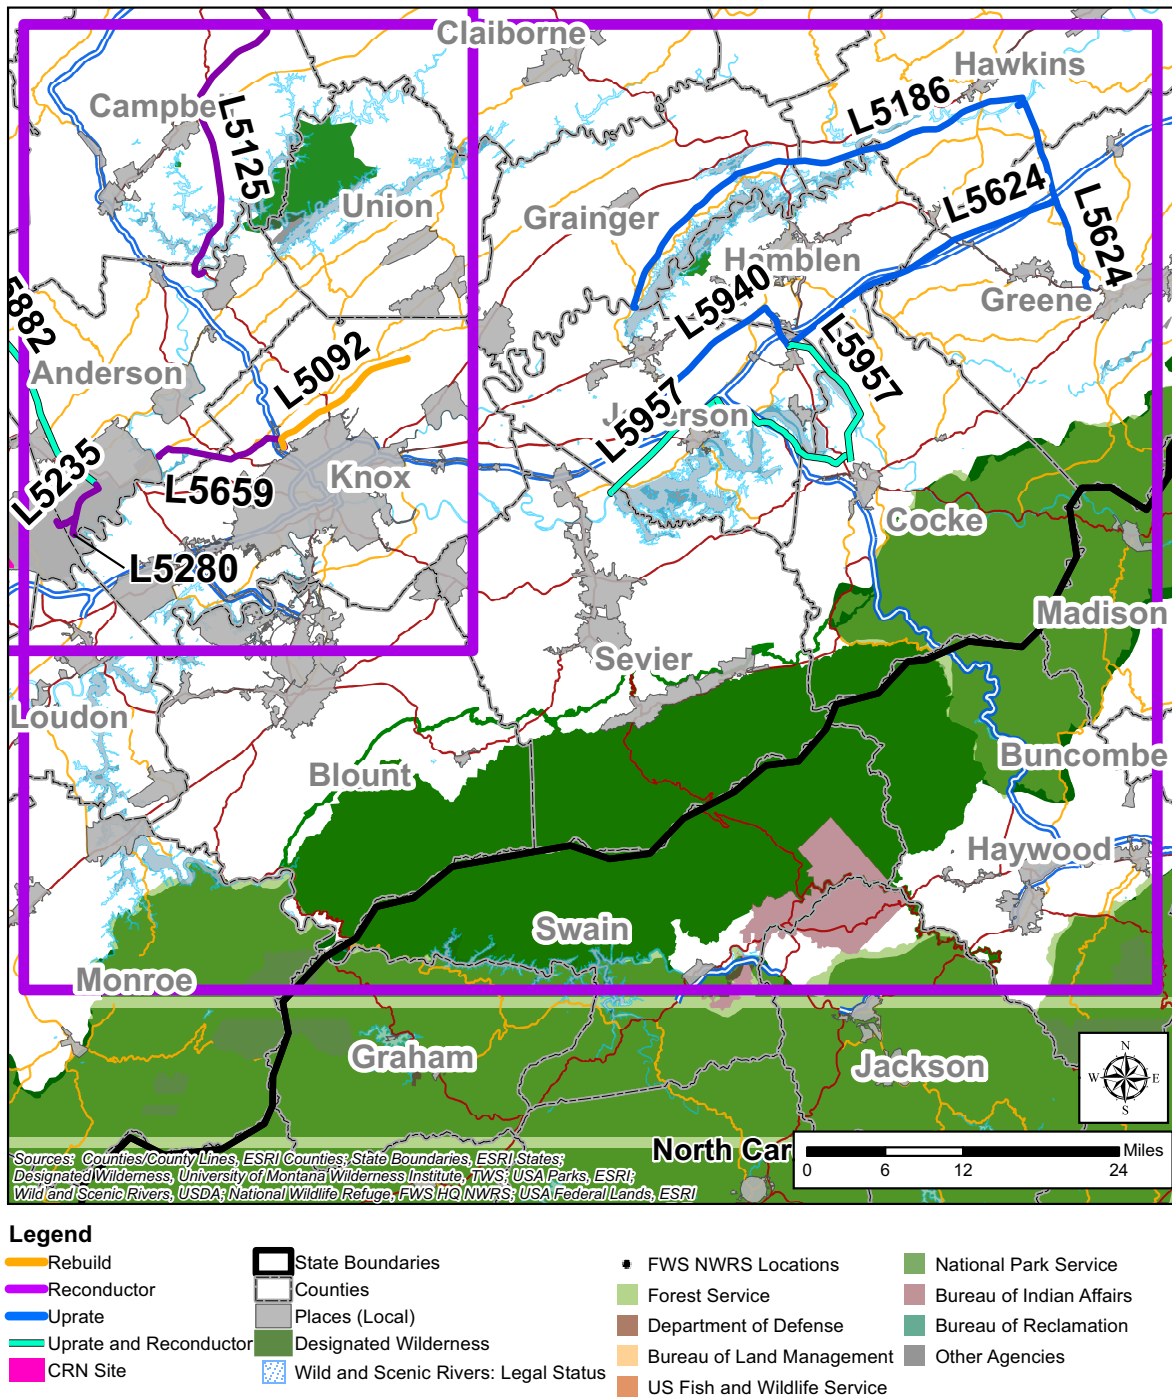 Claiborne
Hawkins
Campbell
L5125
L5186
Union
Grainger
L5624
L5624
Hamblen
Greene
L5940
L5957
5882
Anderson
L5092
L5957
Jefferson
L5235
L5659
Knox
L5280
Cocke
Madison
Sevier
Loudon
Blount
Buncombe
Haywood
Swain
Monroe
Graham
Jackson
N
W E
S
North Car
Miles
0 6 12 24
Sources: Counties/County Lines, ESRI Counties; State Boundaries, ESRI States;
Designated Wilderness, University of Montana Wilderness Institute, TWS; USA Parks, ESRI;
Wild and Scenic Rivers, USDA; National Wildlife Refuge, FWS HQ NWRS; USA Federal Lands, ESRI
Legend
Rebuild
Reconductor
Uprate
Uprate and Reconductor
CRN Site
State Boundaries
Counties
Places (Local)
Designated Wilderness
Wild and Scenic Rivers: Legal Status
FWS NWRS Locations
Forest Service
Department of Defense
Bureau of Land Management
US Fish and Wildlife Service
National Park Service
Bureau of Indian Affairs
Bureau of Reclamation
Other Agencies